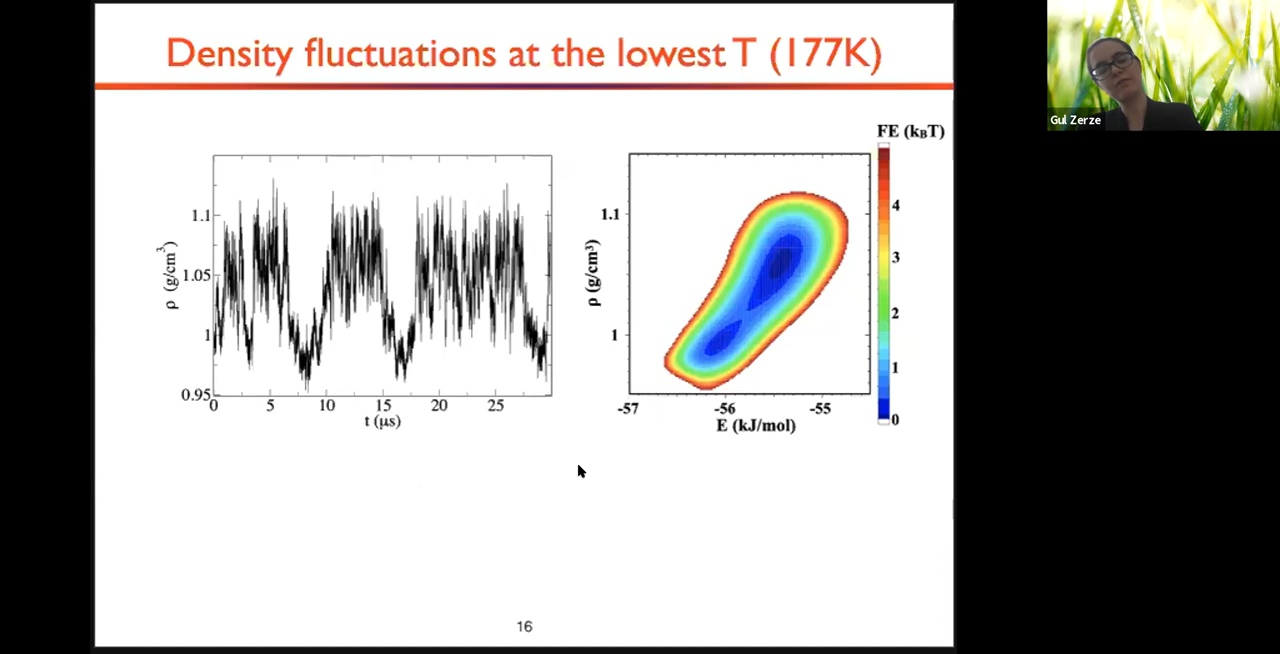 Density fluctuations at the lowest T (177K)
Gul Zerze
ρ (g/cm³)
1.1
1.05
1
0.95
0 5 10 15 20 25
t (μs)
FE (kBT)
ρ (g/cm³)
1.1
1
-57 -56 -55
E (kJ/mol)
4
3
2
1
0
16